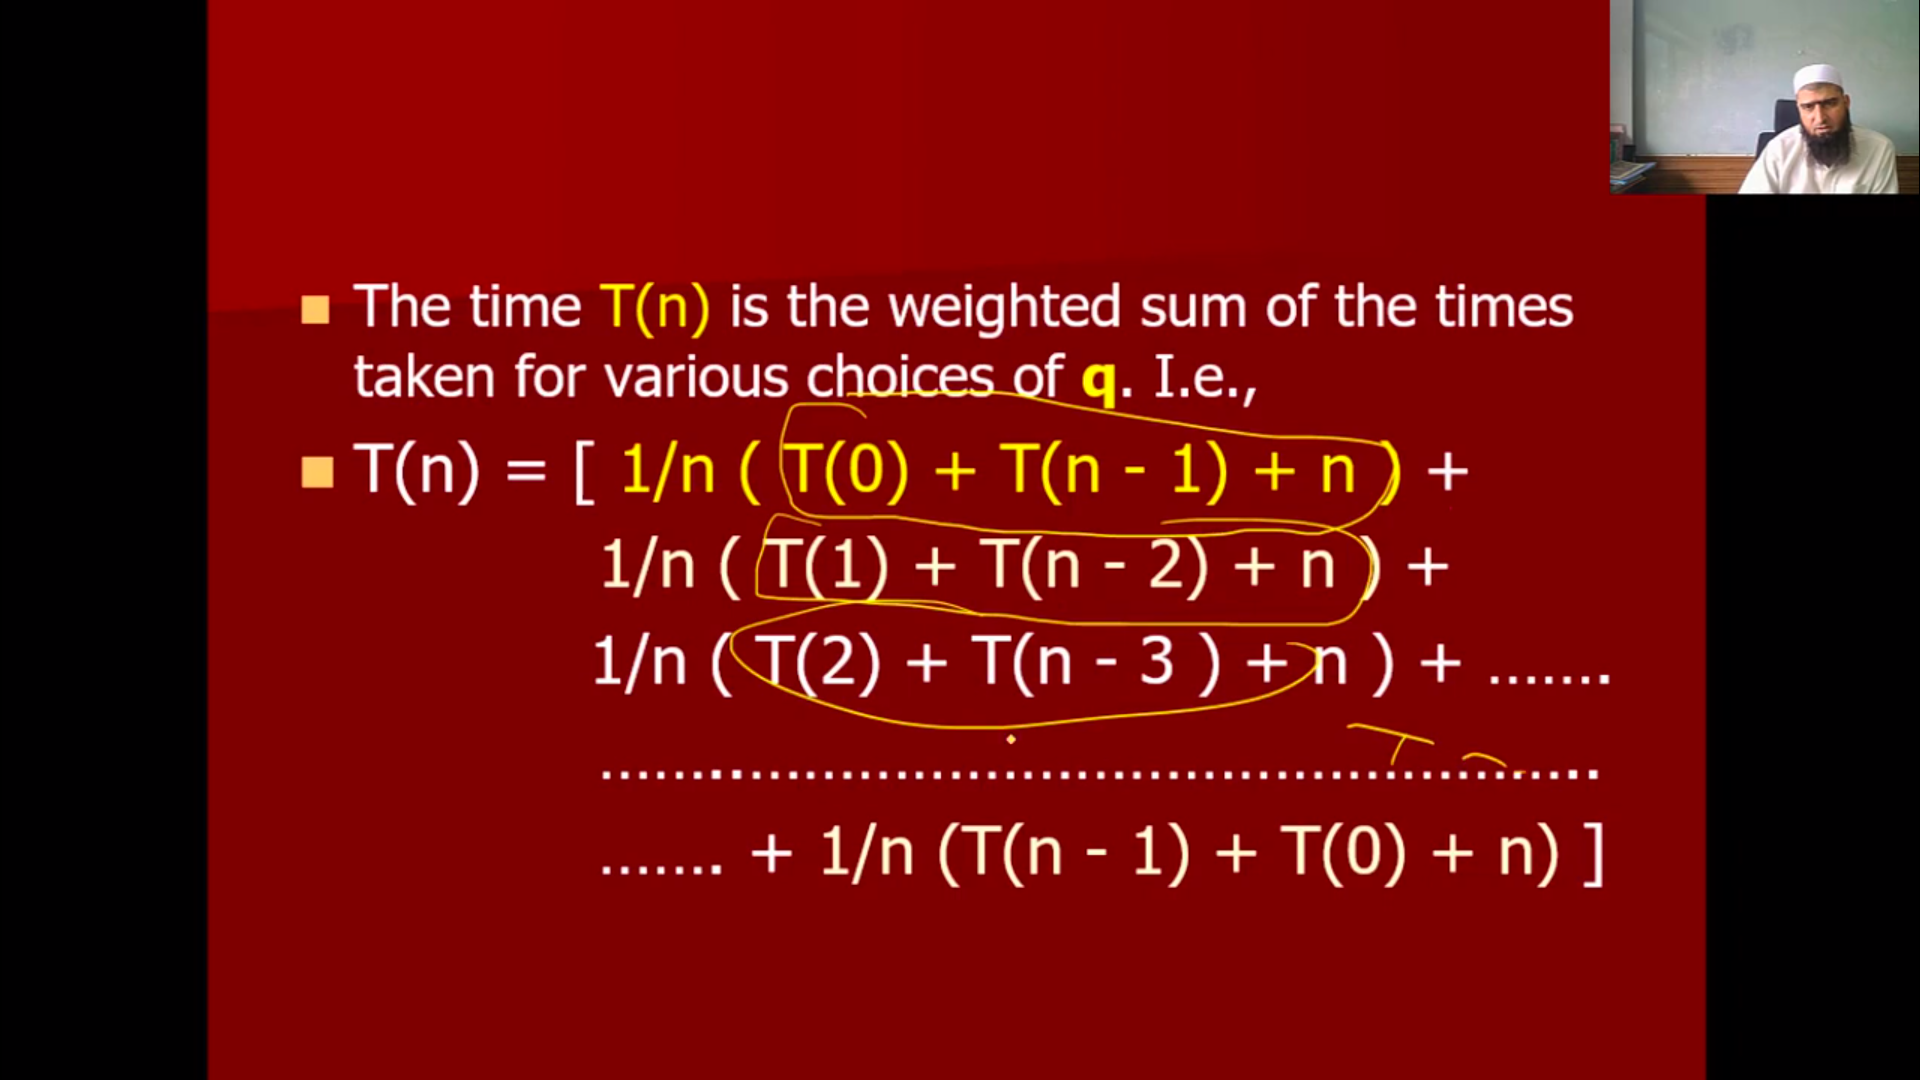 The time T(n) is the weighted sum of the times
taken for various choices of q. I.e.,
T(n) = [ 1/n ( T(0) + T(n - 1) + n ) +
1/n ( T(1) + T(n - 2) + n ) +
1/n ( T(2) + T(n - 3 ) + n ) + .......
.......................................................
....... + 1/n (T(n - 1) + T(0) + n) ]